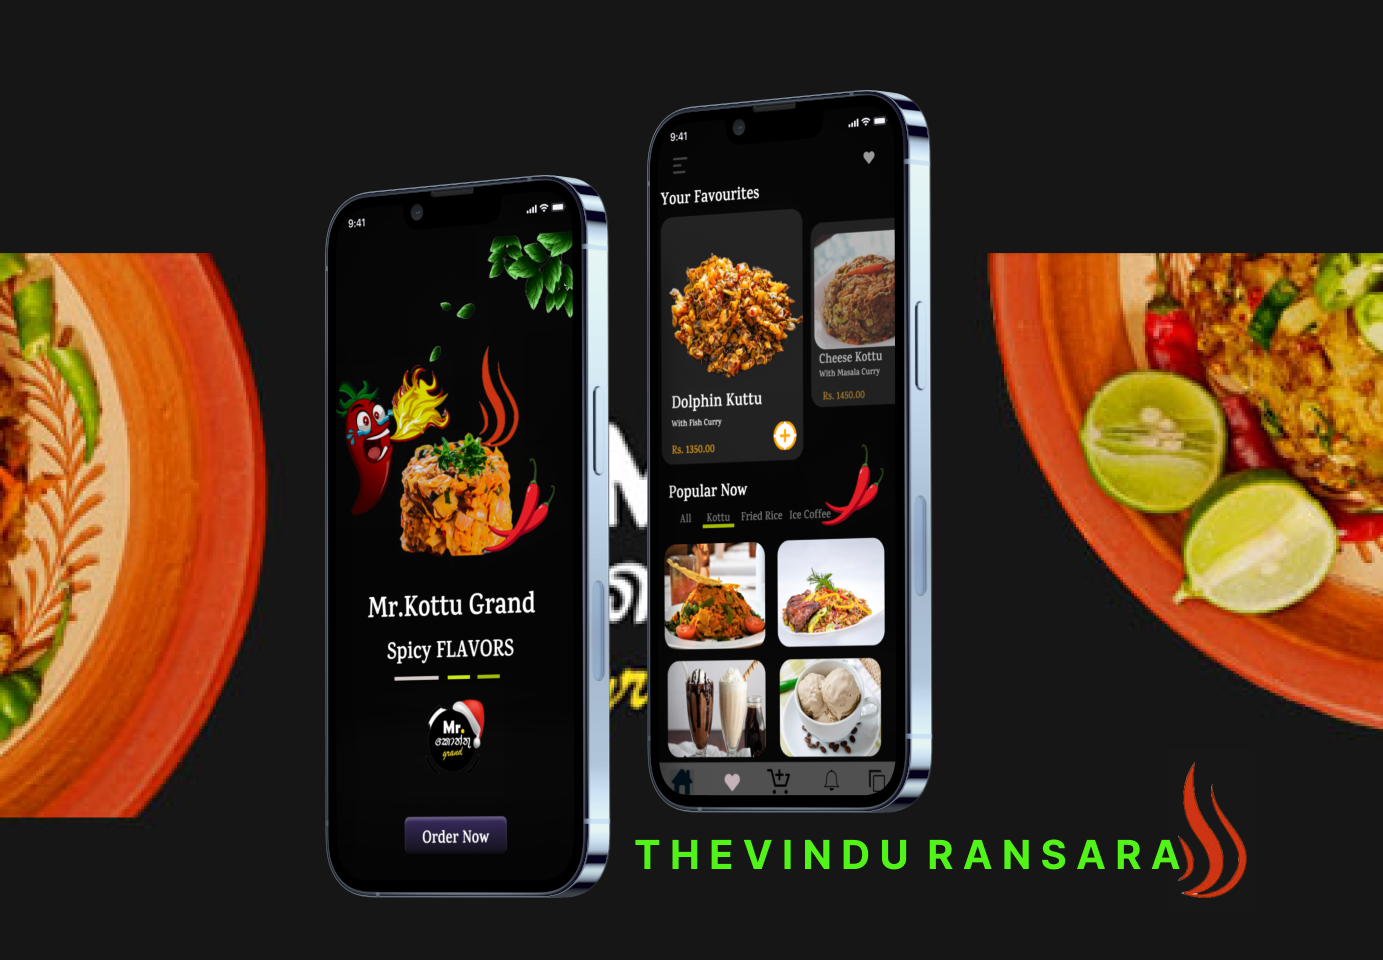 9:41
Mr.Kottu Grand
Spicy FLAVORS
Mr.
කොත්තු
grand
Order Now
9:41
Your Favourites
Dolphin Kuttu
With Fish Curry
Rs. 1350.00
Cheese Kottu
With Masala Curry
Rs. 1450.00
Popular Now
All Kottu Fried Rice Ice Coffee
THEVINDU RANSARA